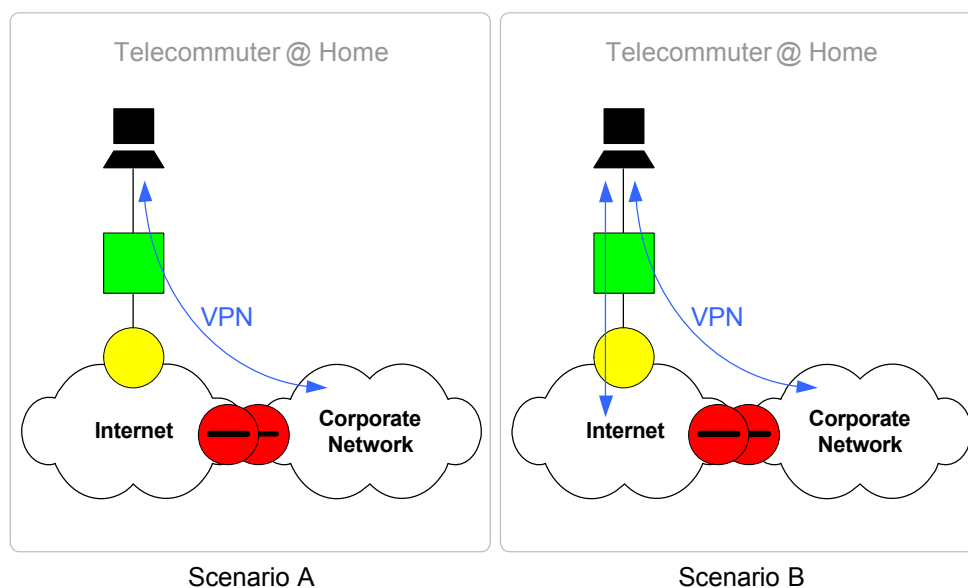 Telecommuter @ Home
VPN
Internet
Corporate
Network
Scenario A
Telecommuter @ Home
VPN
Internet
Corporate
Network
Scenario B